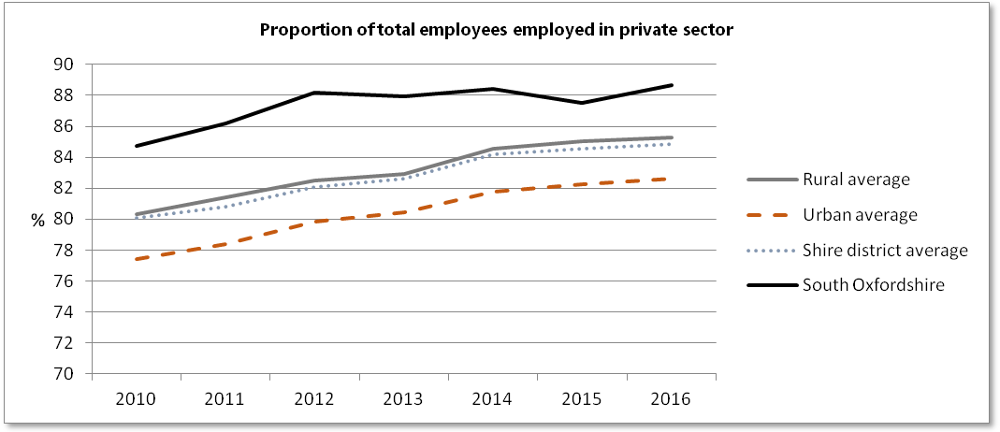 Proportion of total employees employed in private sector
90
88
86
84
82
80
78
76
74
72
70
%
2010 2011 2012 2013 2014 2015 2016
Rural average
Urban average
Shire district average
South Oxfordshire